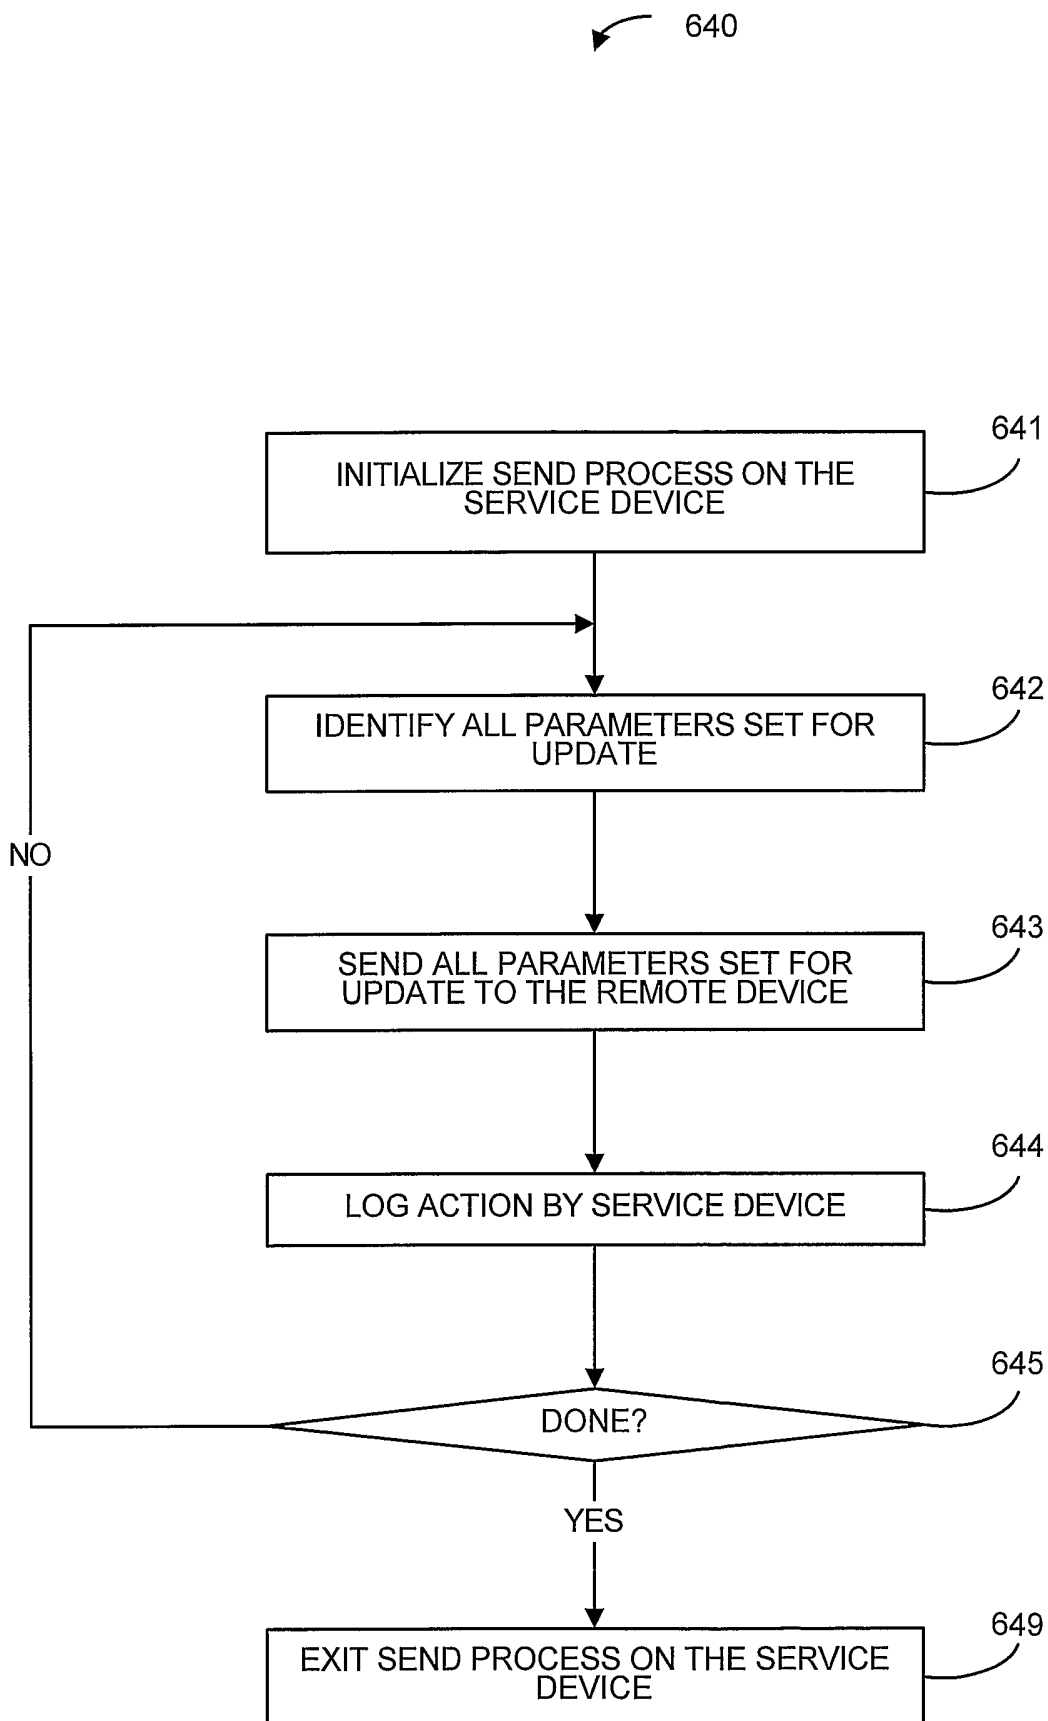 640
641
INITIALIZE SEND PROCESS ON THE
SERVICE DEVICE
642
IDENTIFY ALL PARAMETERS SET FOR
UPDATE
NO
643
SEND ALL PARAMETERS SET FOR
UPDATE TO THE REMOTE DEVICE
644
LOG ACTION BY SERVICE DEVICE
645
DONE?
YES
649
EXIT SEND PROCESS ON THE SERVICE
DEVICE